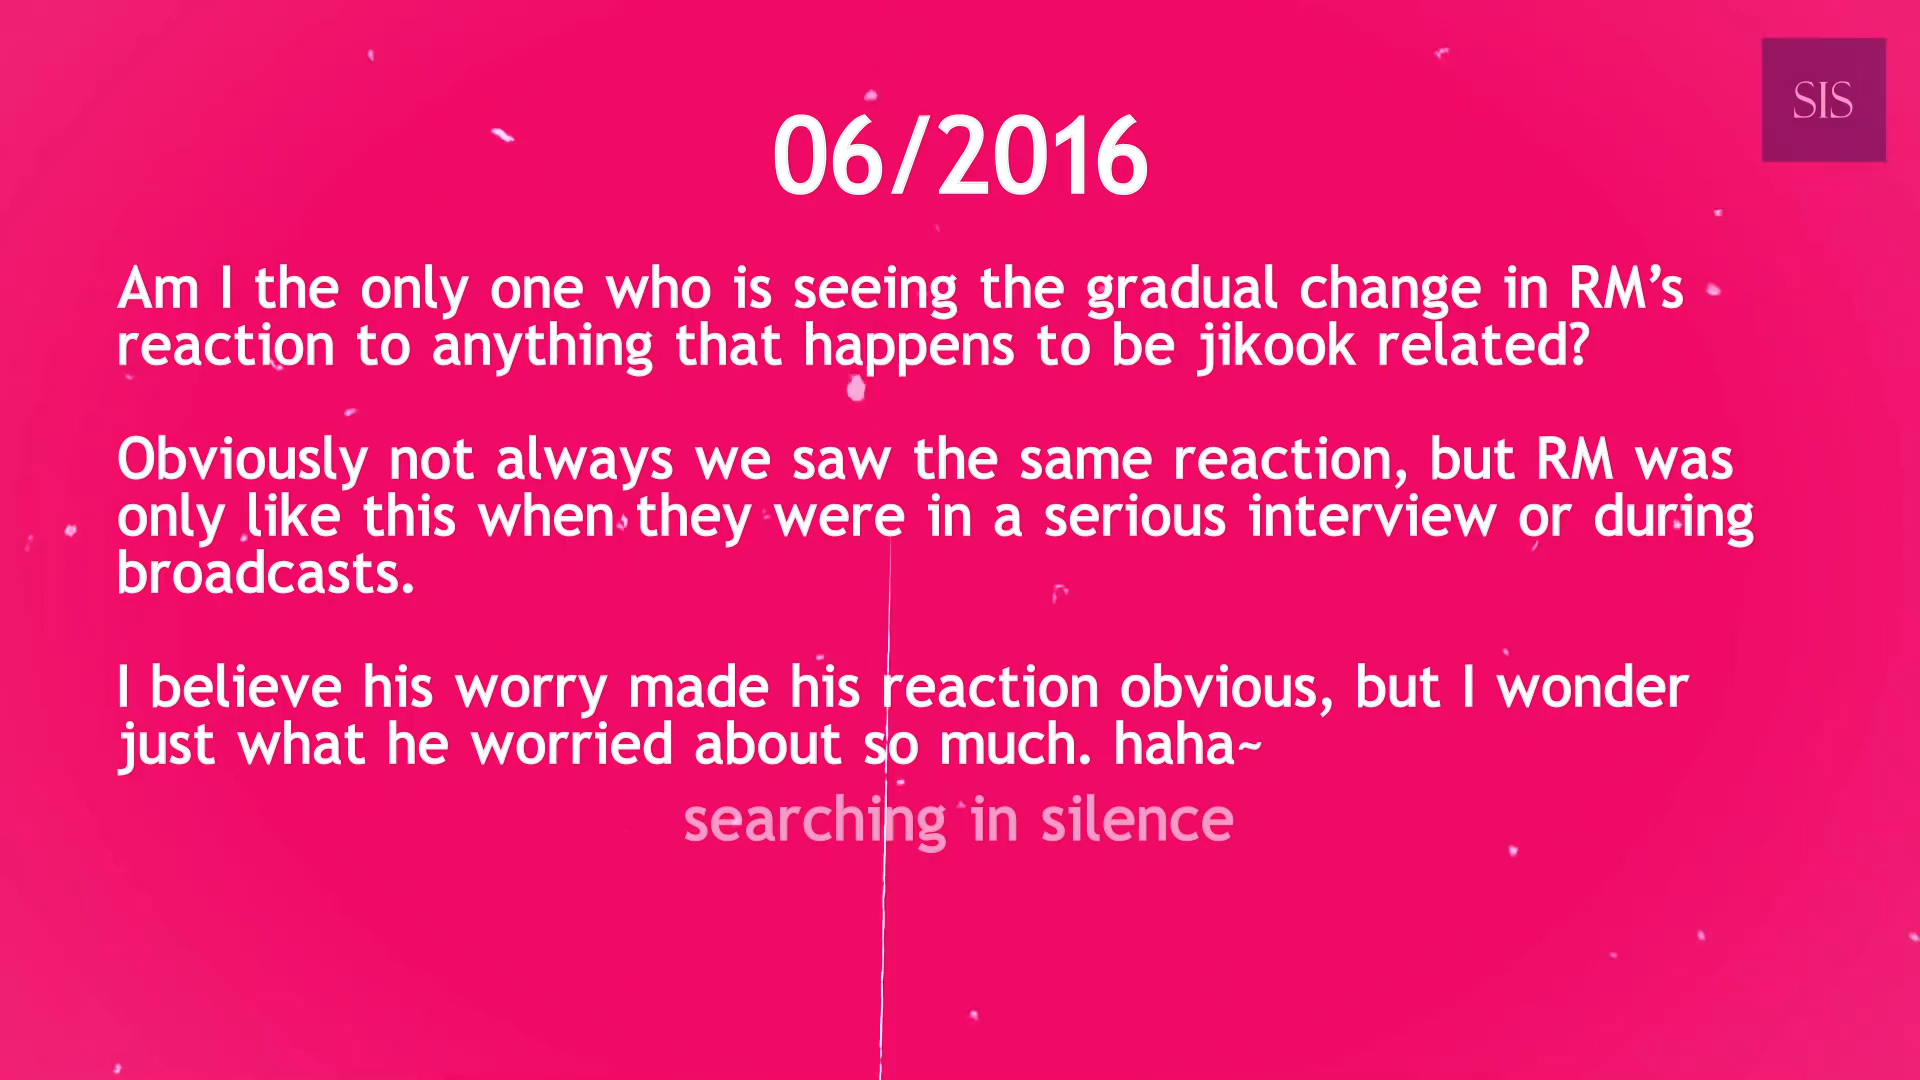 SIS
06/2016
Am I the only one who is seeing the gradual change in RM’s
reaction to anything that happens to be jikook related?
Obviously not always we saw the same reaction, but RM was
only like this when they were in a serious interview or during
broadcasts.
I believe his worry made his reaction obvious, but I wonder
just what he worried about so much. haha~
searching in silence